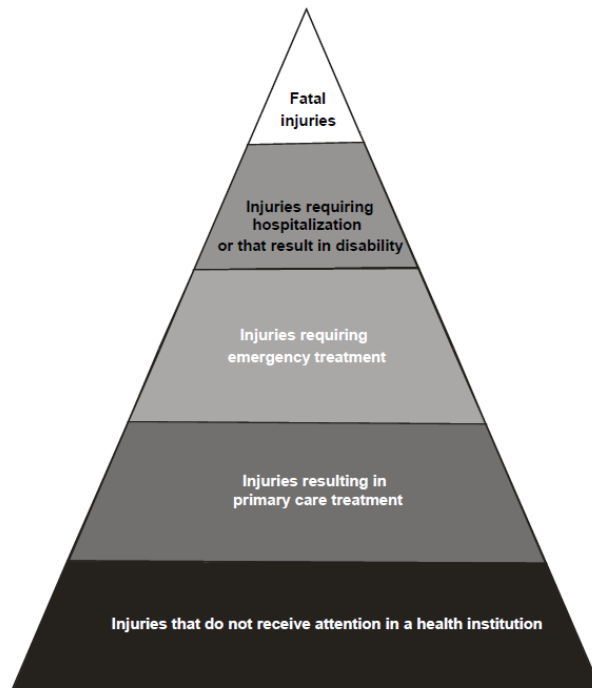 Fatal
injuries
Injuries requiring
hospitalization
or that result in disability
Injuries requiring
emergency treatment
Injuries resulting in
primary care treatment
Injuries that do not receive attention in a health institution